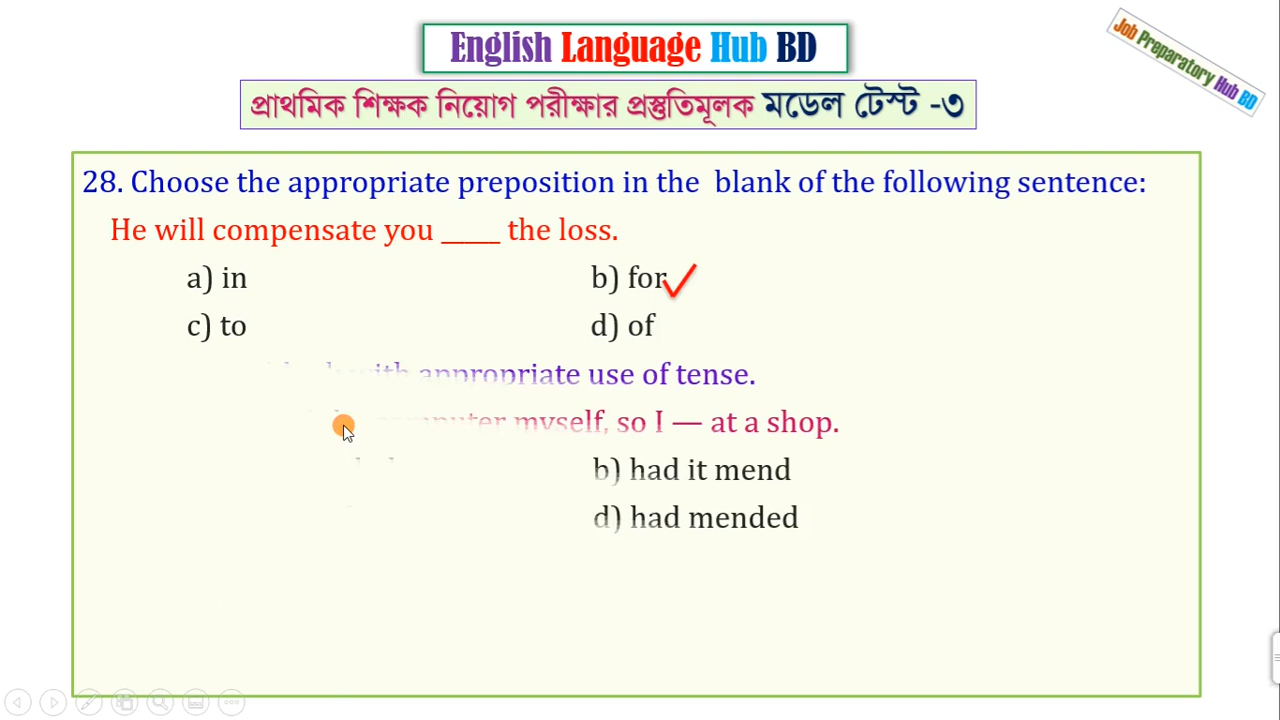 English Language Hub BD
Job Preparatory Hub BD
প্রাথমিক শিক্ষক নিয়োগ পরীক্ষার প্রস্তুতিমূলক মডেল টেস্ট -৩
28. Choose the appropriate preposition in the blank of the following sentence:
He will compensate you _____ the loss.
a) in b) for
c) to d) of
with appropriate use of tense.
computer myself, so I — at a shop.
b) had it mend
d) had mended